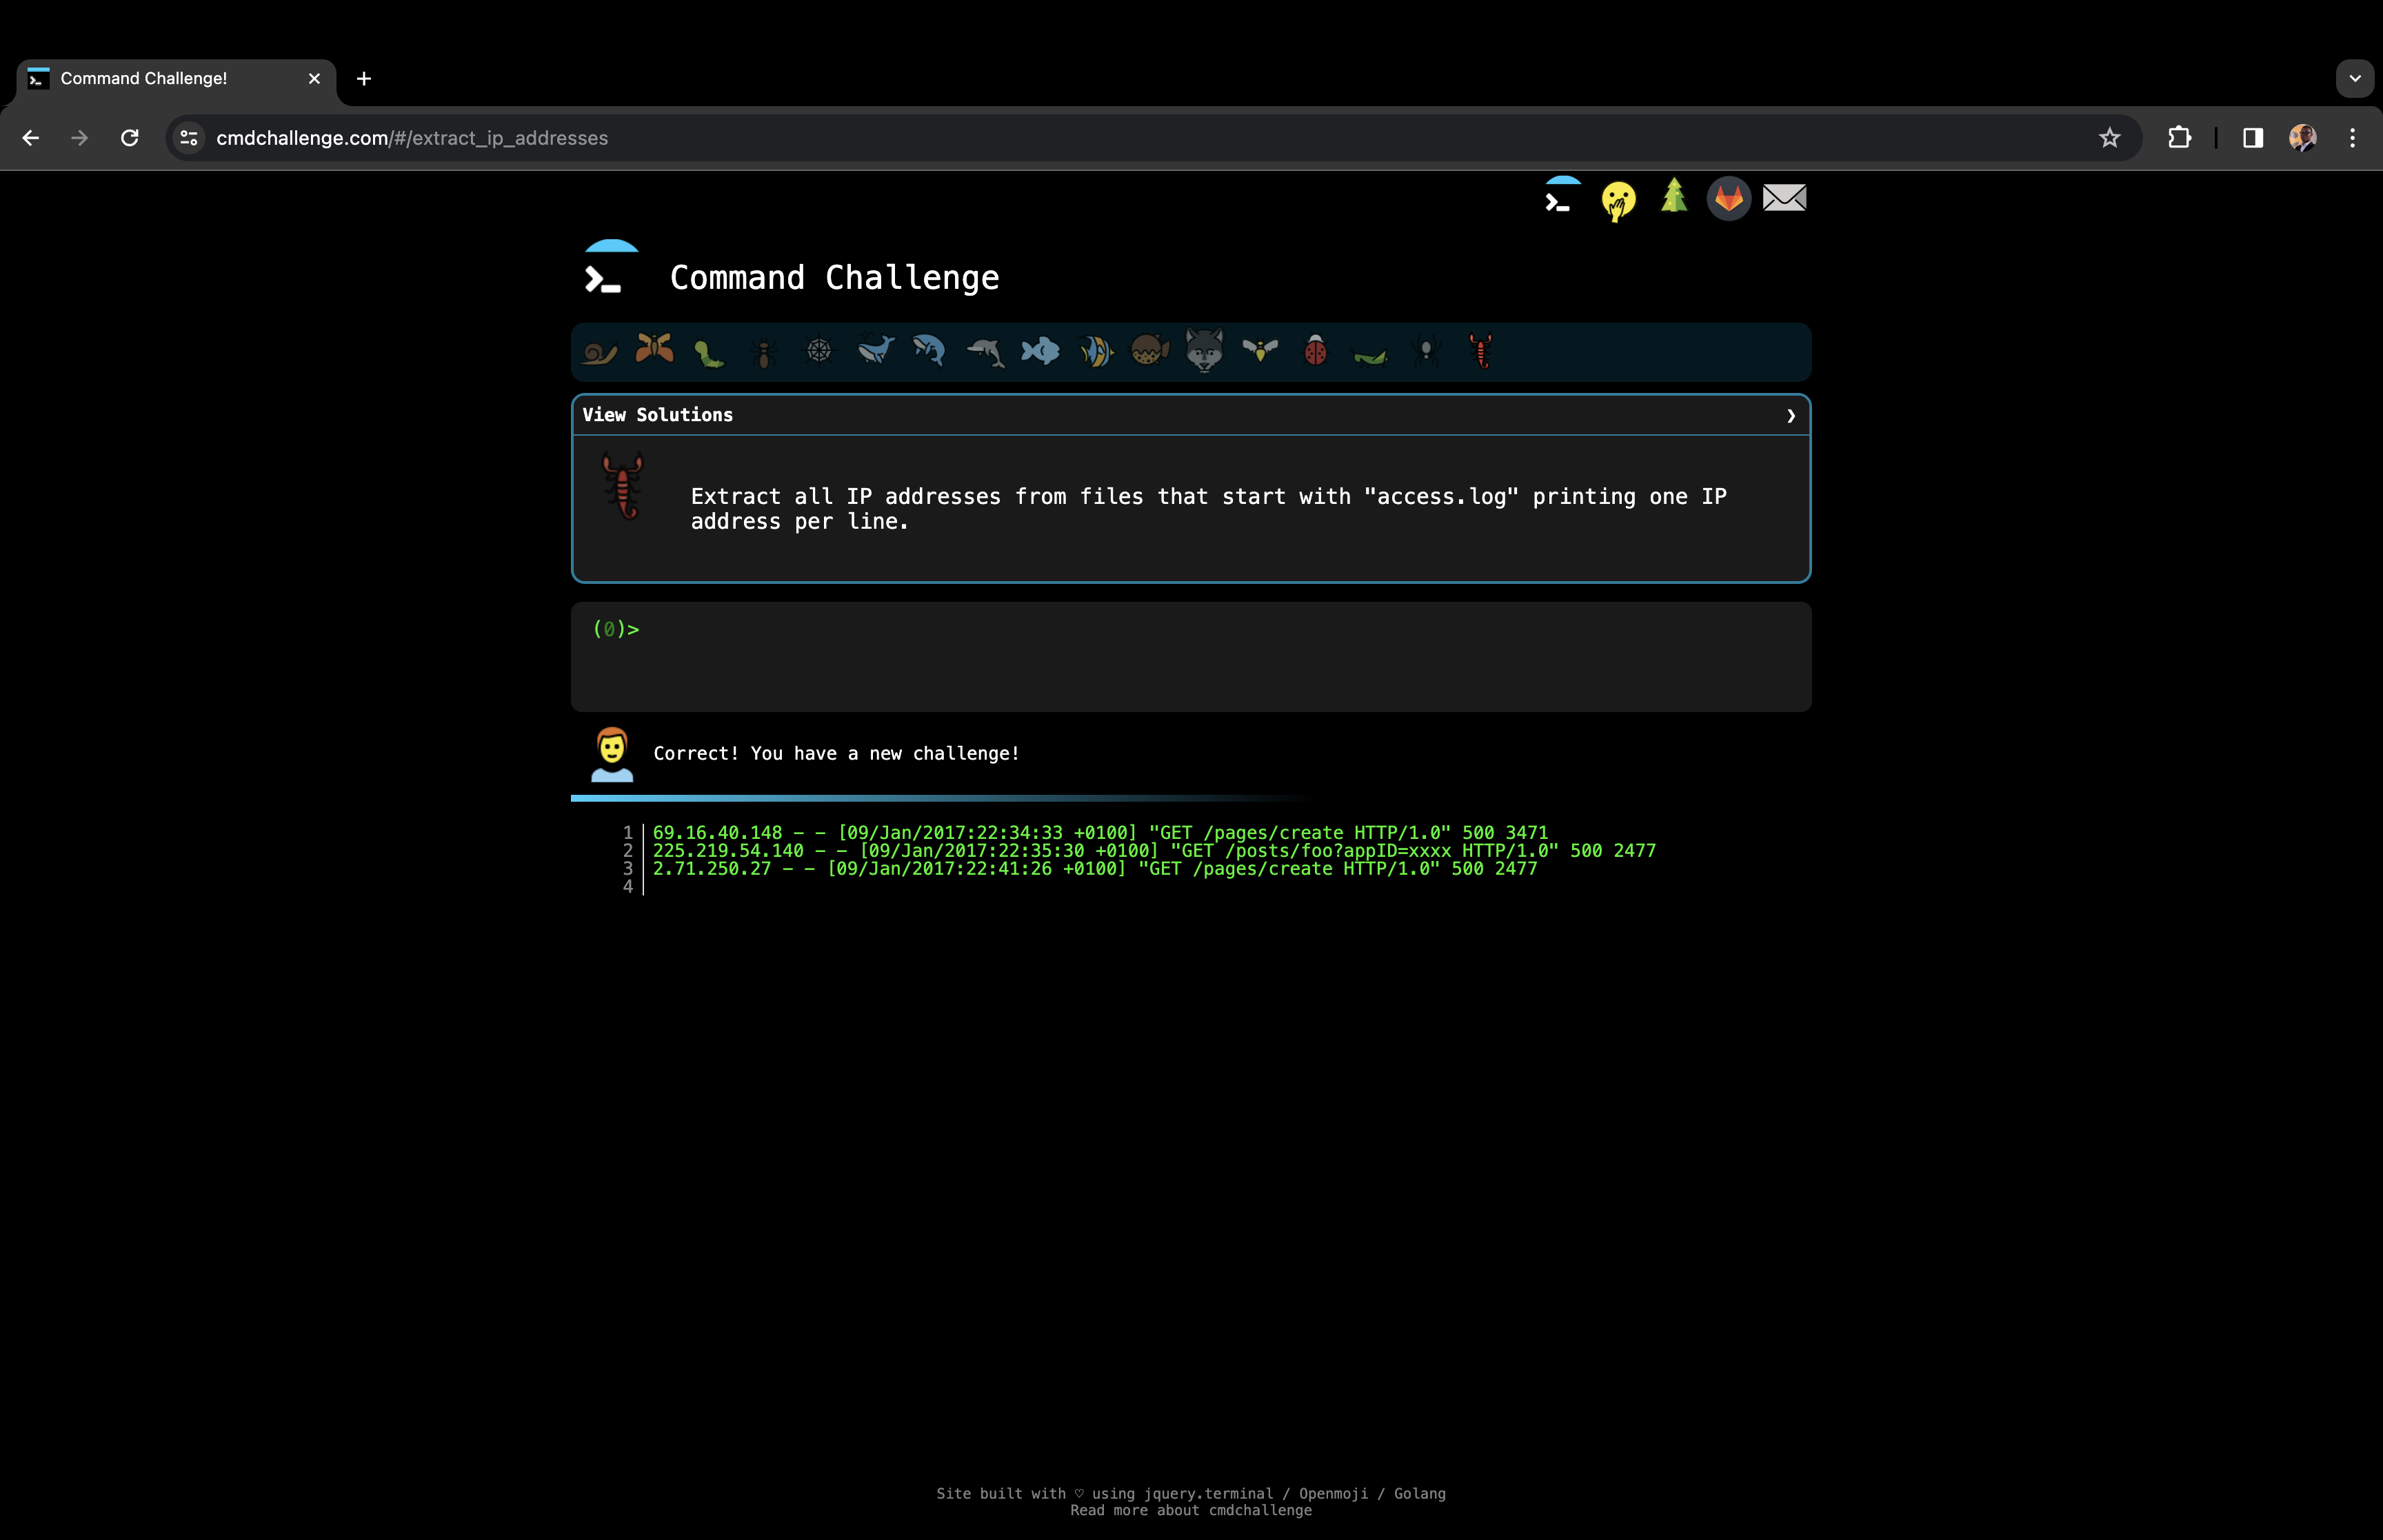 Command Challenge!
cmdchallenge.com/#/extract_ip_addresses
Command Challenge
View Solutions
Extract all IP addresses from files that start with "access.log" printing one IP
address per line.
(0)>
Correct! You have a new challenge!
1 69.16.40.148 - - [09/Jan/2017:22:34:33 +0100] "GET /pages/create HTTP/1.0" 500 3471
2 225.219.54.140 - - [09/Jan/2017:22:35:30 +0100] "GET /posts/foo?appID=xxxx HTTP/1.0" 500 2477
3 2.71.250.27 - - [09/Jan/2017:22:41:26 +0100] "GET /pages/create HTTP/1.0" 500 2477
4
Site built with ♡ using jquery.terminal / Openmoji / Golang
Read more about cmdchallenge